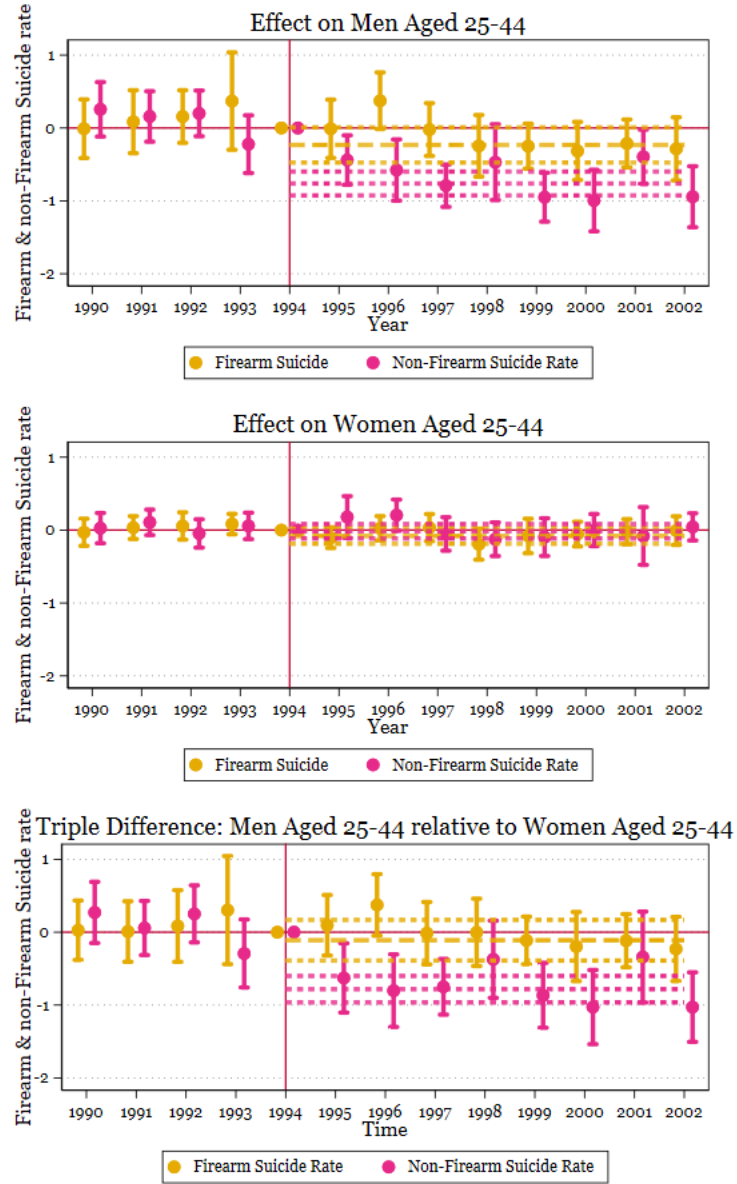 Effect on Men Aged 25-44
Firearm & non-Firearm Suicide rate
1
0
-1
-2
1990 1991 1992 1993 1994 1995 1996 1997 1998 1999 2000 2001 2002
Year
Firearm Suicide Non-Firearm Suicide Rate
Effect on Women Aged 25-44
Firearm & non-Firearm Suicide rate
1
0
-1
-2
1990 1991 1992 1993 1994 1995 1996 1997 1998 1999 2000 2001 2002
Year
Firearm Suicide Non-Firearm Suicide Rate
Triple Difference: Men Aged 25-44 relative to Women Aged 25-44
Firearm & non-Firearm Suicide rate
1
0
-1
-2
1990 1991 1992 1993 1994 1995 1996 1997 1998 1999 2000 2001 2002
Time
Firearm Suicide Rate Non-Firearm Suicide Rate